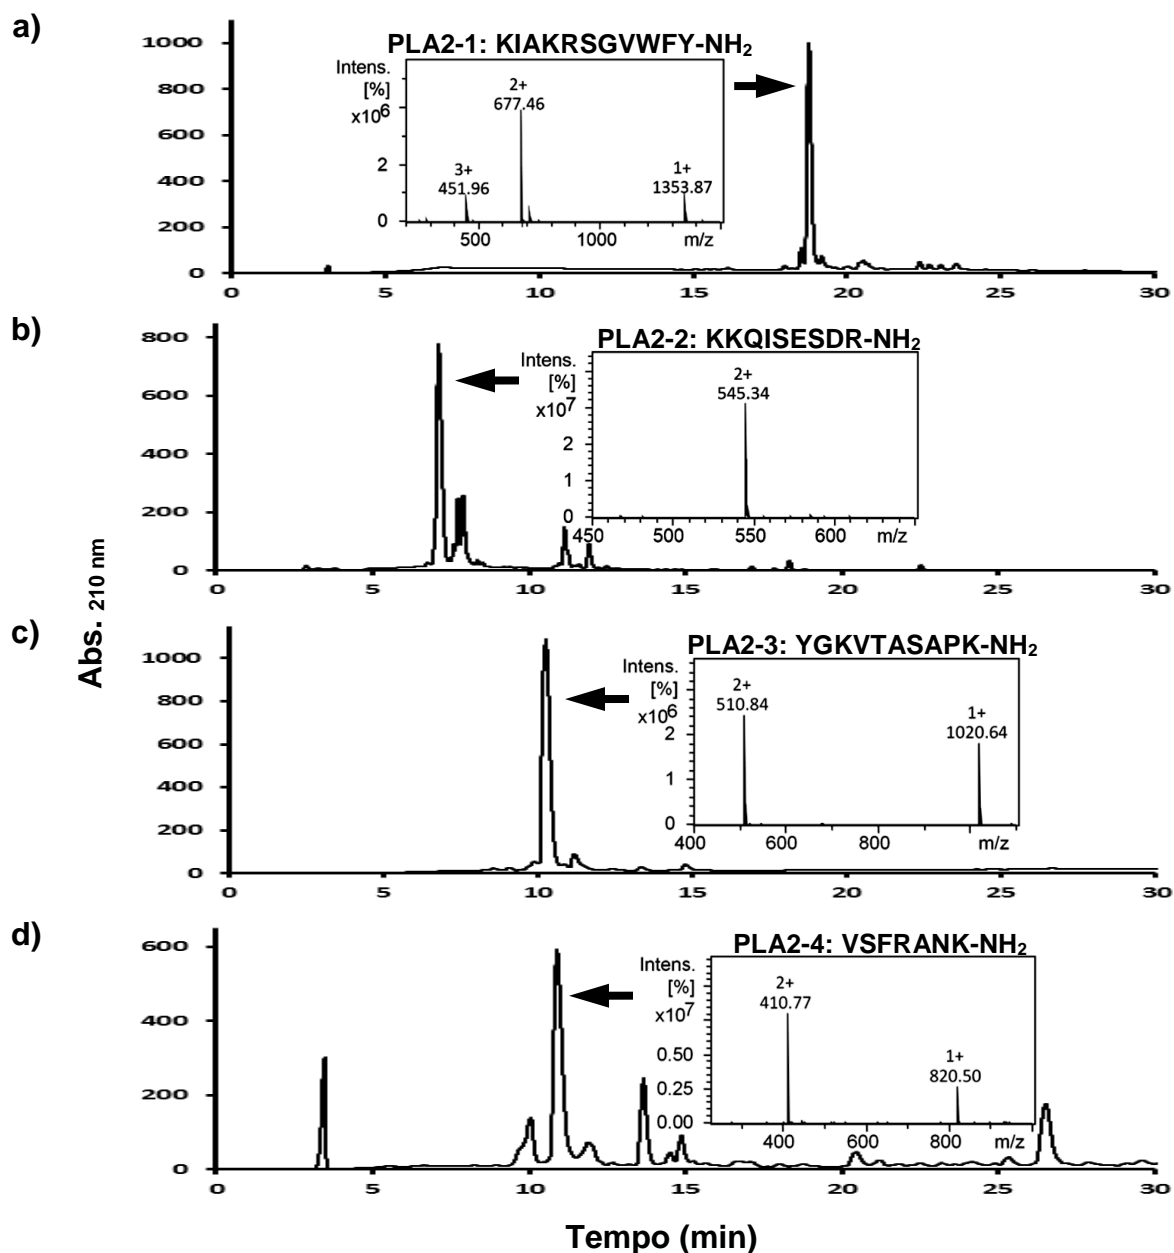 a)
PLA2-1: KIAKRSGVWFY-NH2
Intens.
[%]
x10^6
2
0
3+
451.96
2+
677.46
1+
1353.87
500 1000 m/z
1000
800
600
400
200
0
0 5 10 15 20 25 30
b)
PLA2-2: KKQISESDR-NH2
Intens.
[%]
x10^7
2
1
0
2+
545.34
450 500 550 600 m/z
800
600
400
200
0
0 5 10 15 20 25 30
c)
PLA2-3: YGKVTASAPK-NH2
Intens.
[%]
x10^6
2
1
0
2+
510.84
1+
1020.64
400 600 800 m/z
1000
800
600
400
200
0
0 5 10 15 20 25 30
d)
PLA2-4: VSFRANK-NH2
Intens.
[%]
x10^7
0.50
0.25
0.00
2+
410.77
1+
820.50
400 600 800 m/z
600
400
200
0
0 5 10 15 20 25 30
Abs. 210 nm
Tempo (min)